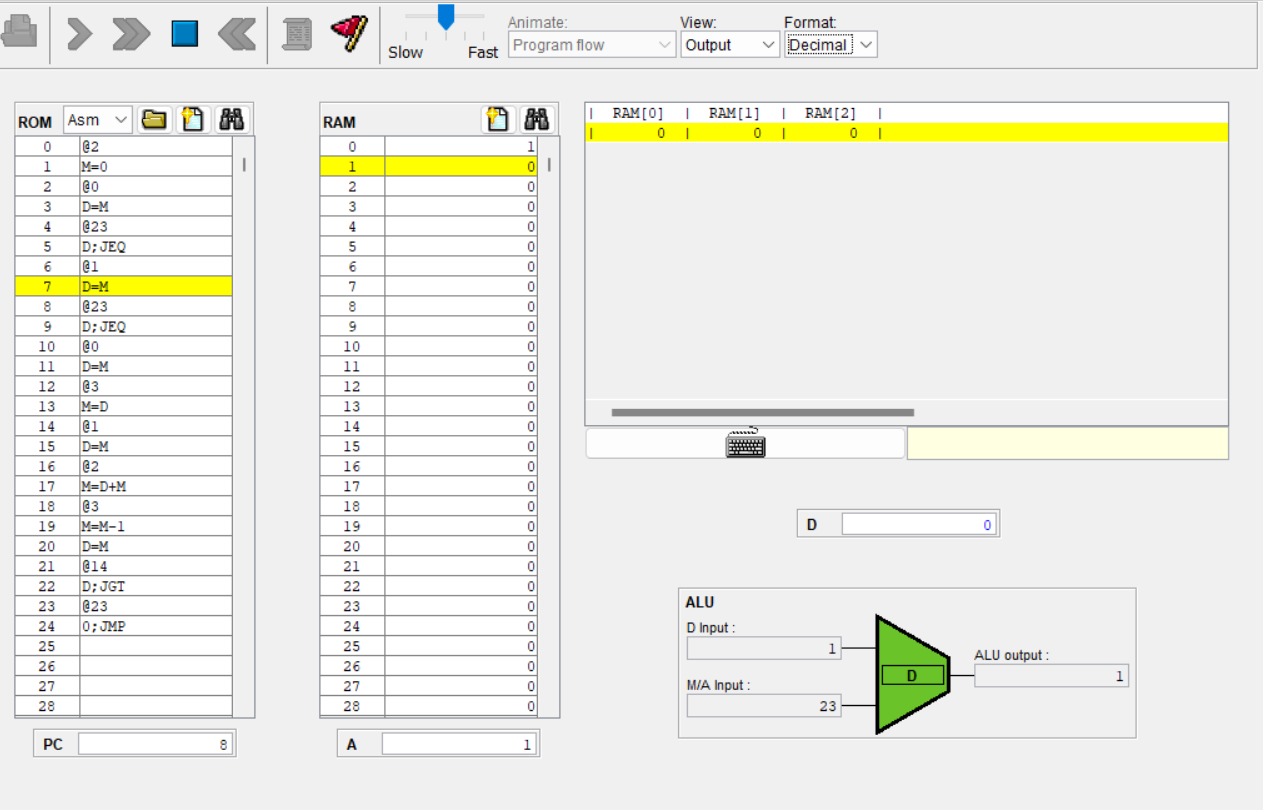 Animate: View: Format:
Slow Fast Program flow Output Decimal
ROM Asm
0 @2
1 M=0
2 @0
3 D=M
4 @23
5 D;JEQ
6 @1
7 D=M
8 @23
9 D;JEQ
10 @0
11 D=M
12 @3
13 M=D
14 @1
15 D=M
16 @2
17 M=D+M
18 @3
19 M=M-1
20 D=M
21 @14
22 D;JGT
23 @23
24 0;JMP
25
26
27
28
PC 8
RAM
0 1
1 0
2 0
3 0
4 0
5 0
6 0
7 0
8 0
9 0
10 0
11 0
12 0
13 0
14 0
15 0
16 0
17 0
18 0
19 0
20 0
21 0
22 0
23 0
24 0
25 0
26 0
27 0
28 0
A 1
| RAM[0] | RAM[1] | RAM[2] |
| 0 | 0 | 0 |
D 0
ALU
D Input :
1
M/A Input :
23
D
ALU output :
1